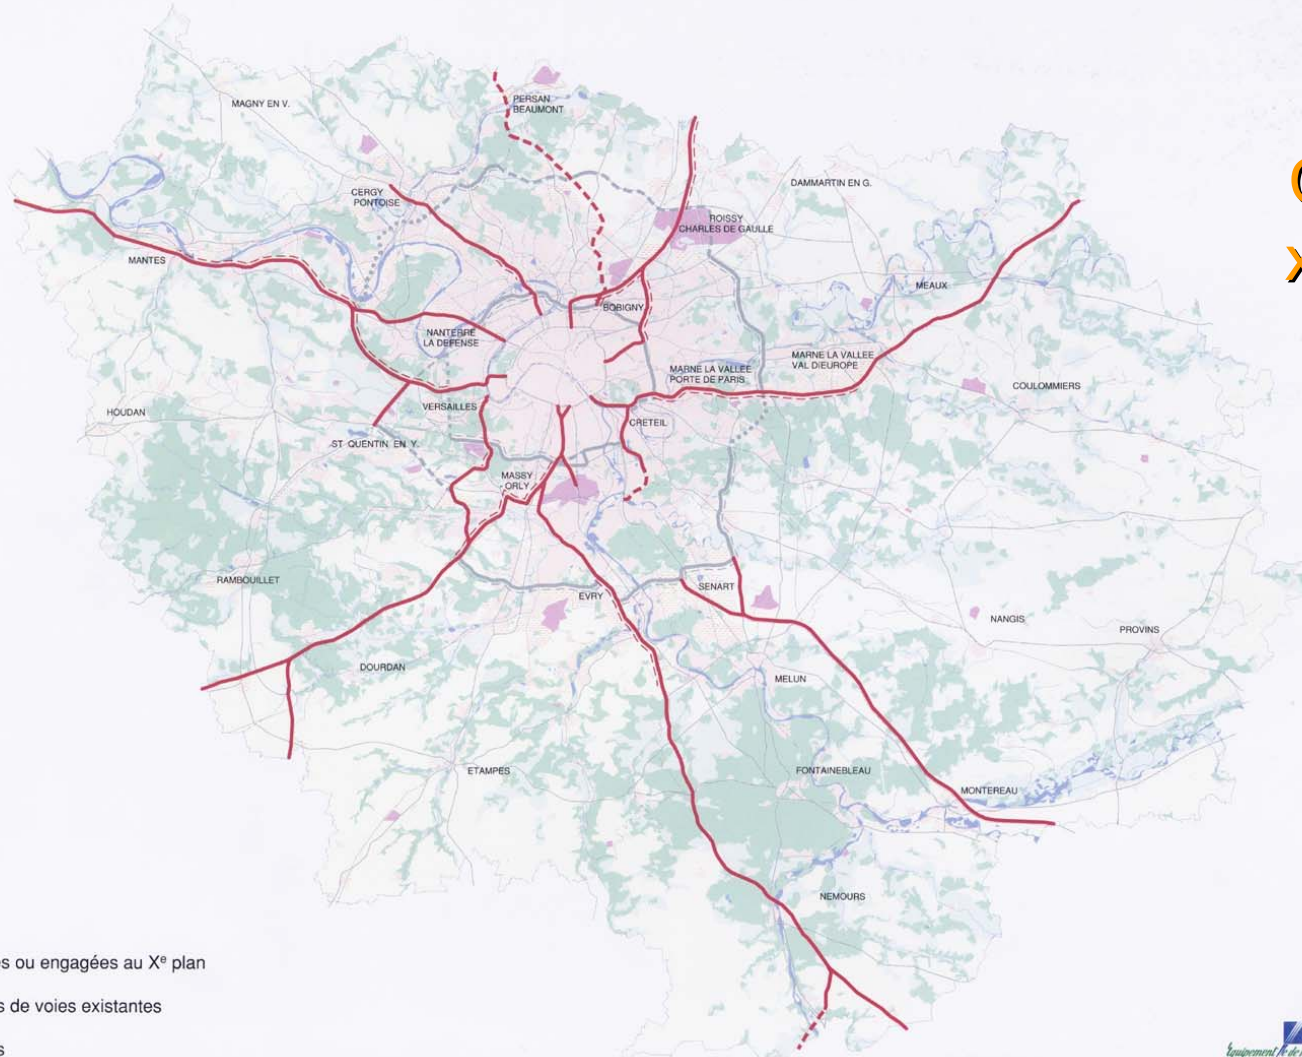 PERSAN
BEAUMONT
MAGNY EN V.
DAMMARTIN EN G.
CERGY
PONTOISE
ROISSY
CHARLES DE GAULLE
MANTES
MEAUX
BOBIGNY
NANTERRE
LA DEFENSE
MARNE LA VALLEE
VAL D'EUROPE
MARNE LA VALLEE
PORTE DE PARIS
COULOMMIERS
VERSAILLES
HOUDAN
CRETEIL
ST QUENTIN EN Y.
MASSY
ORLY
RAMBOUILLET
SENART
EVRY
NANGIS
PROVINS
DOURDAN
MELUN
ETAMPES
FONTAINEBLEAU
MONTEREAU
NEMOURS
s ou engagées au Xe plan
s de voies existantes
s